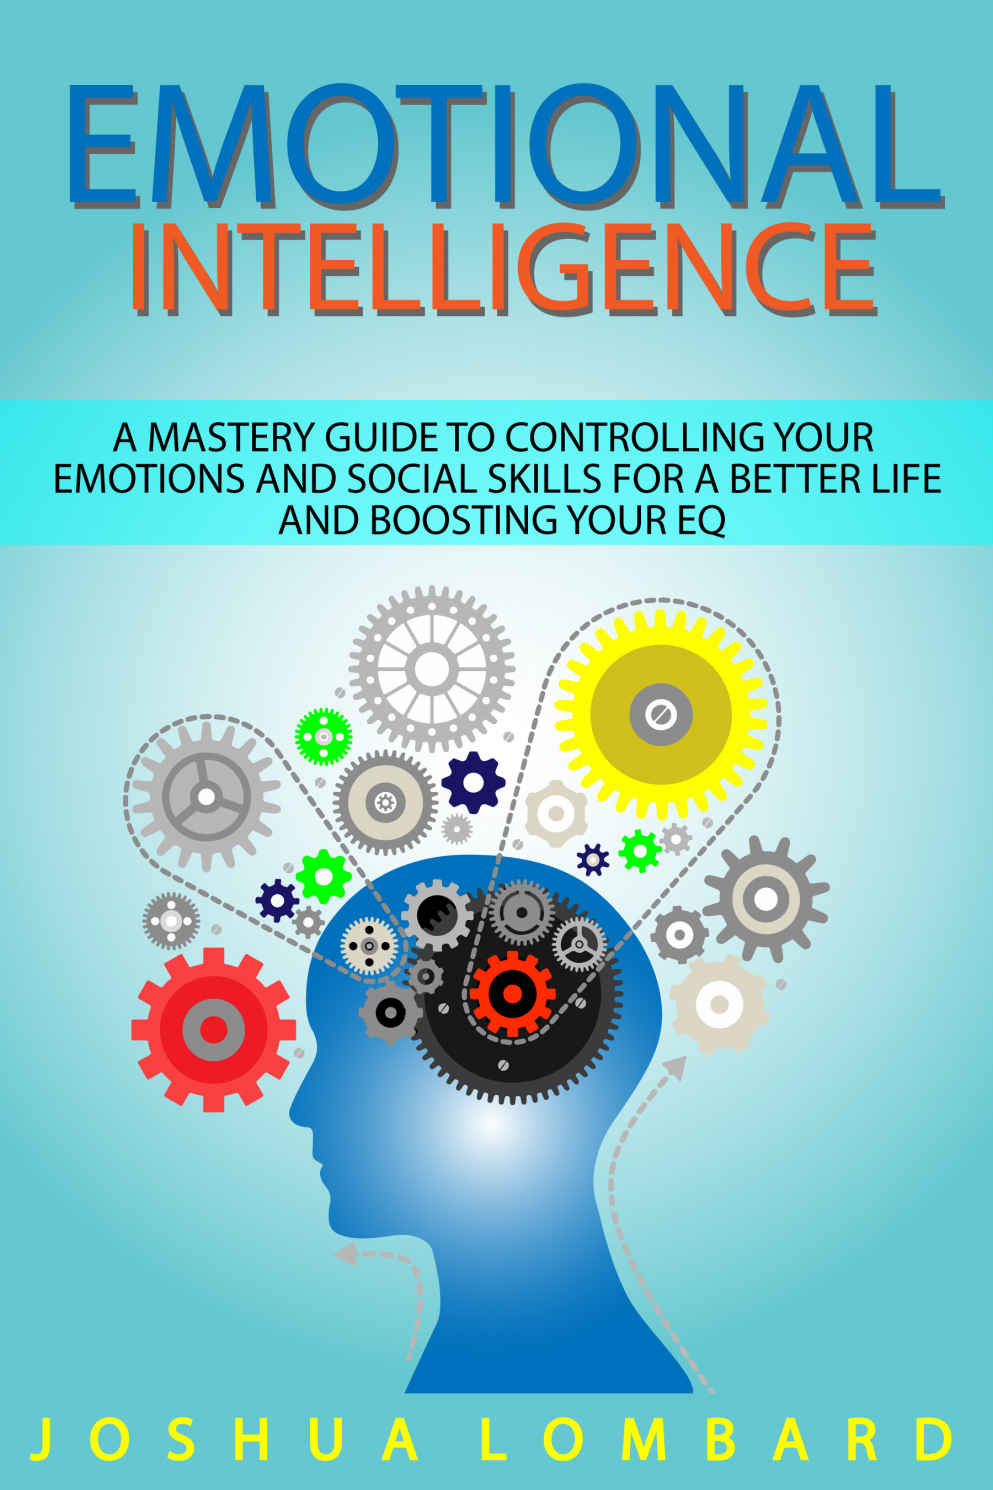 EMOTIONAL
INTELLIGENCE
A MASTERY GUIDE TO CONTROLLING YOUR
EMOTIONS AND SOCIAL SKILLS FOR A BETTER LIFE
AND BOOSTING YOUR EQ
JOSHUA LOMBARD